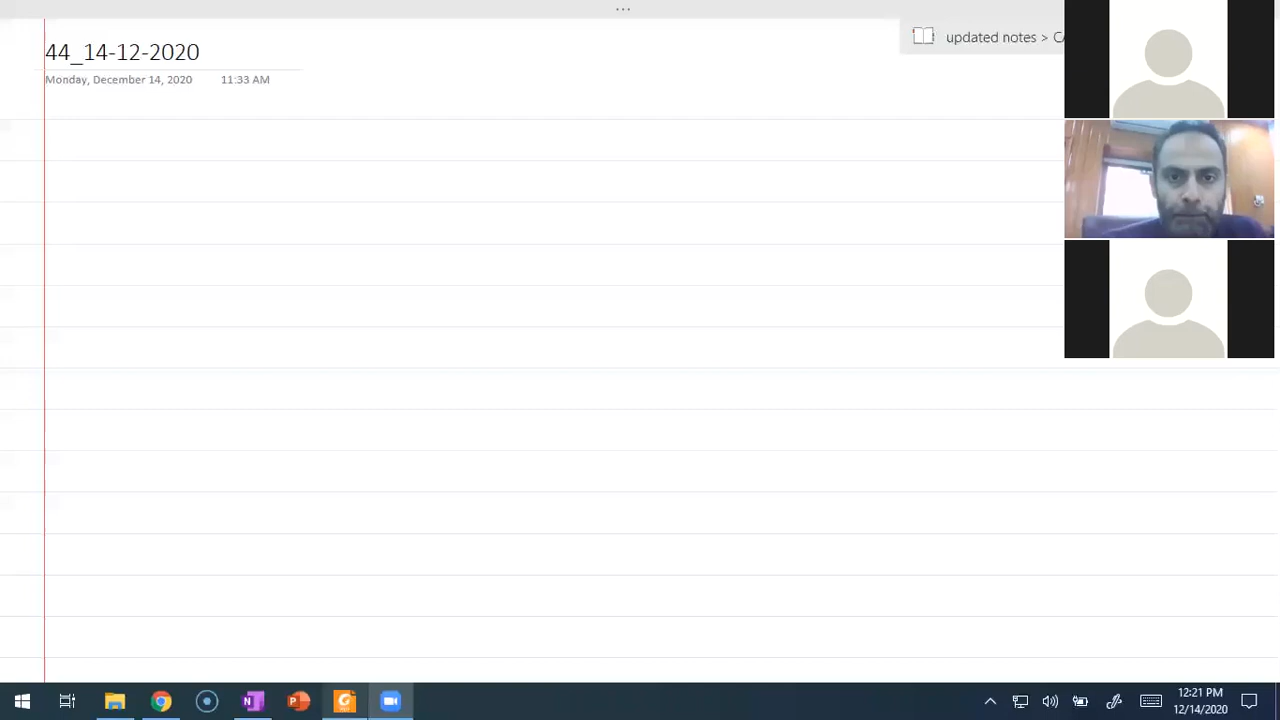 44_14-12-2020
Monday, December 14, 2020 11:33 AM
updated notes >
12:21 PM
12/14/2020